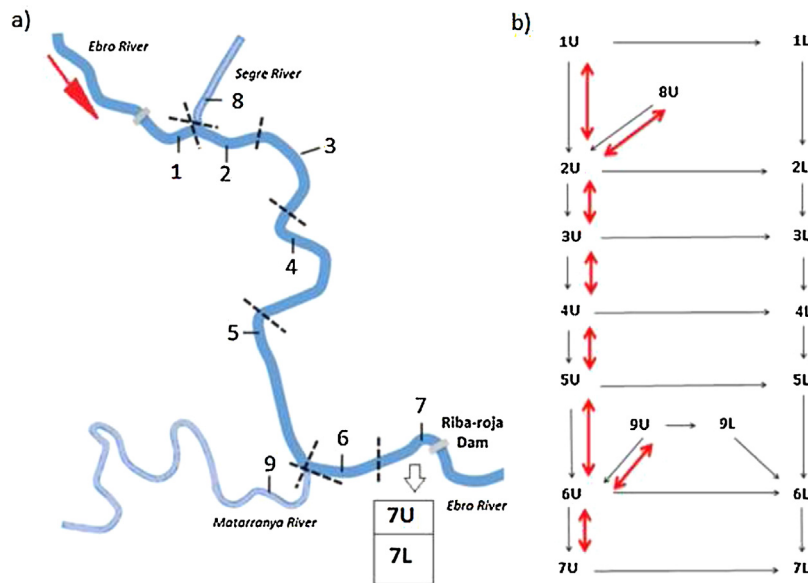 a)
Ebro River
Segre River
8
1
2
3
4
5
6
7
Riba-roja
Dam
9
Matarranya River
Ebro River
7U
7L
b)
1U
1L
8U
2U
2L
3U
3L
4U
4L
5U
5L
9U
9L
6U
6L
7U
7L